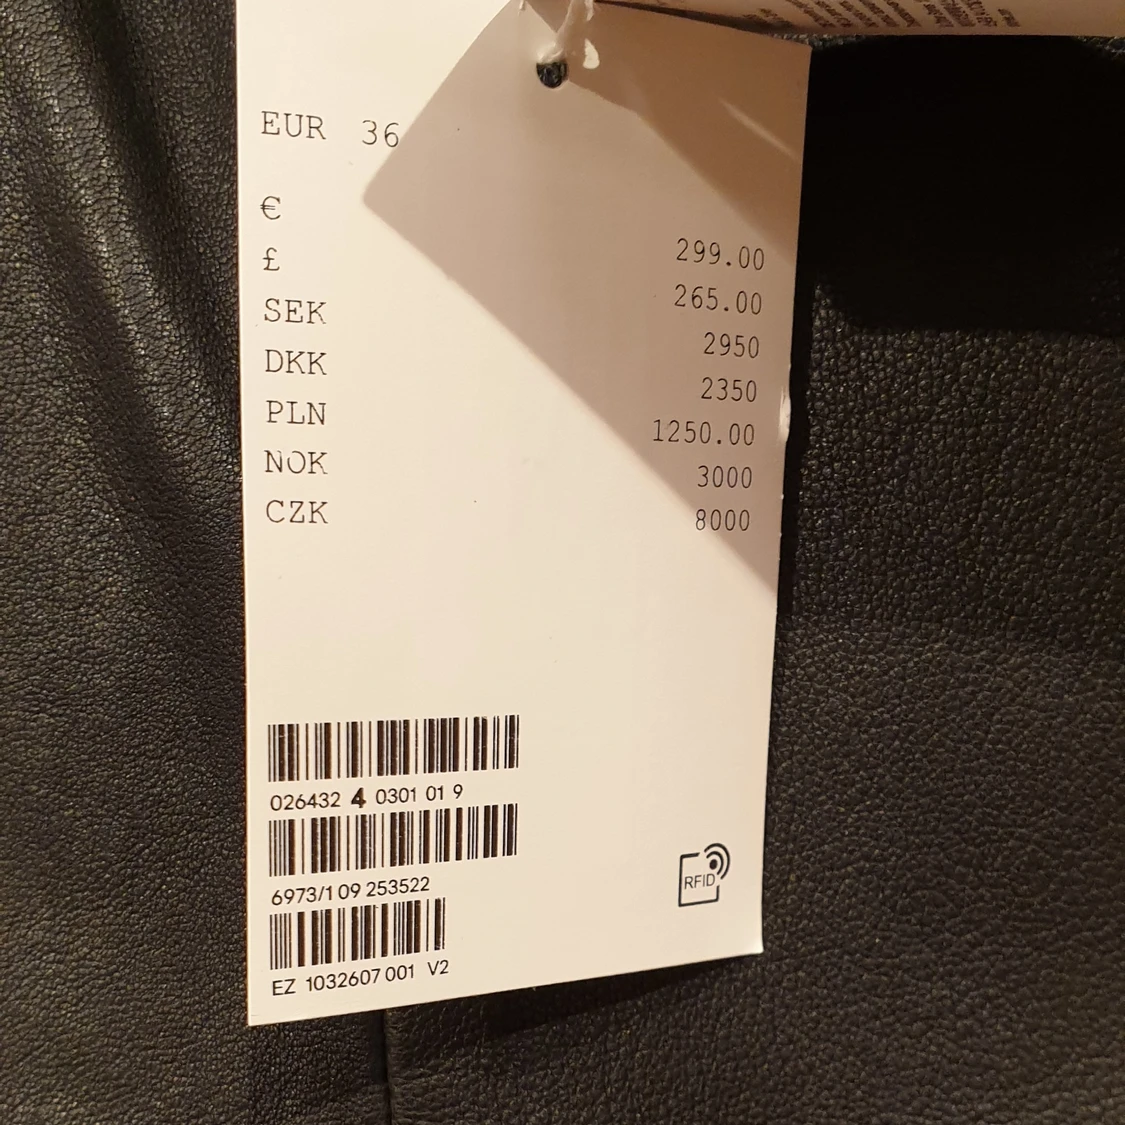 EUR 36
€ 299.00
£ 265.00
SEK 2950
DKK 2350
PLN 1250.00
NOK 3000
CZK 8000
026432 4 0301 01 9
6973/1 09 253522
RFID
EZ 1032607 001 V2